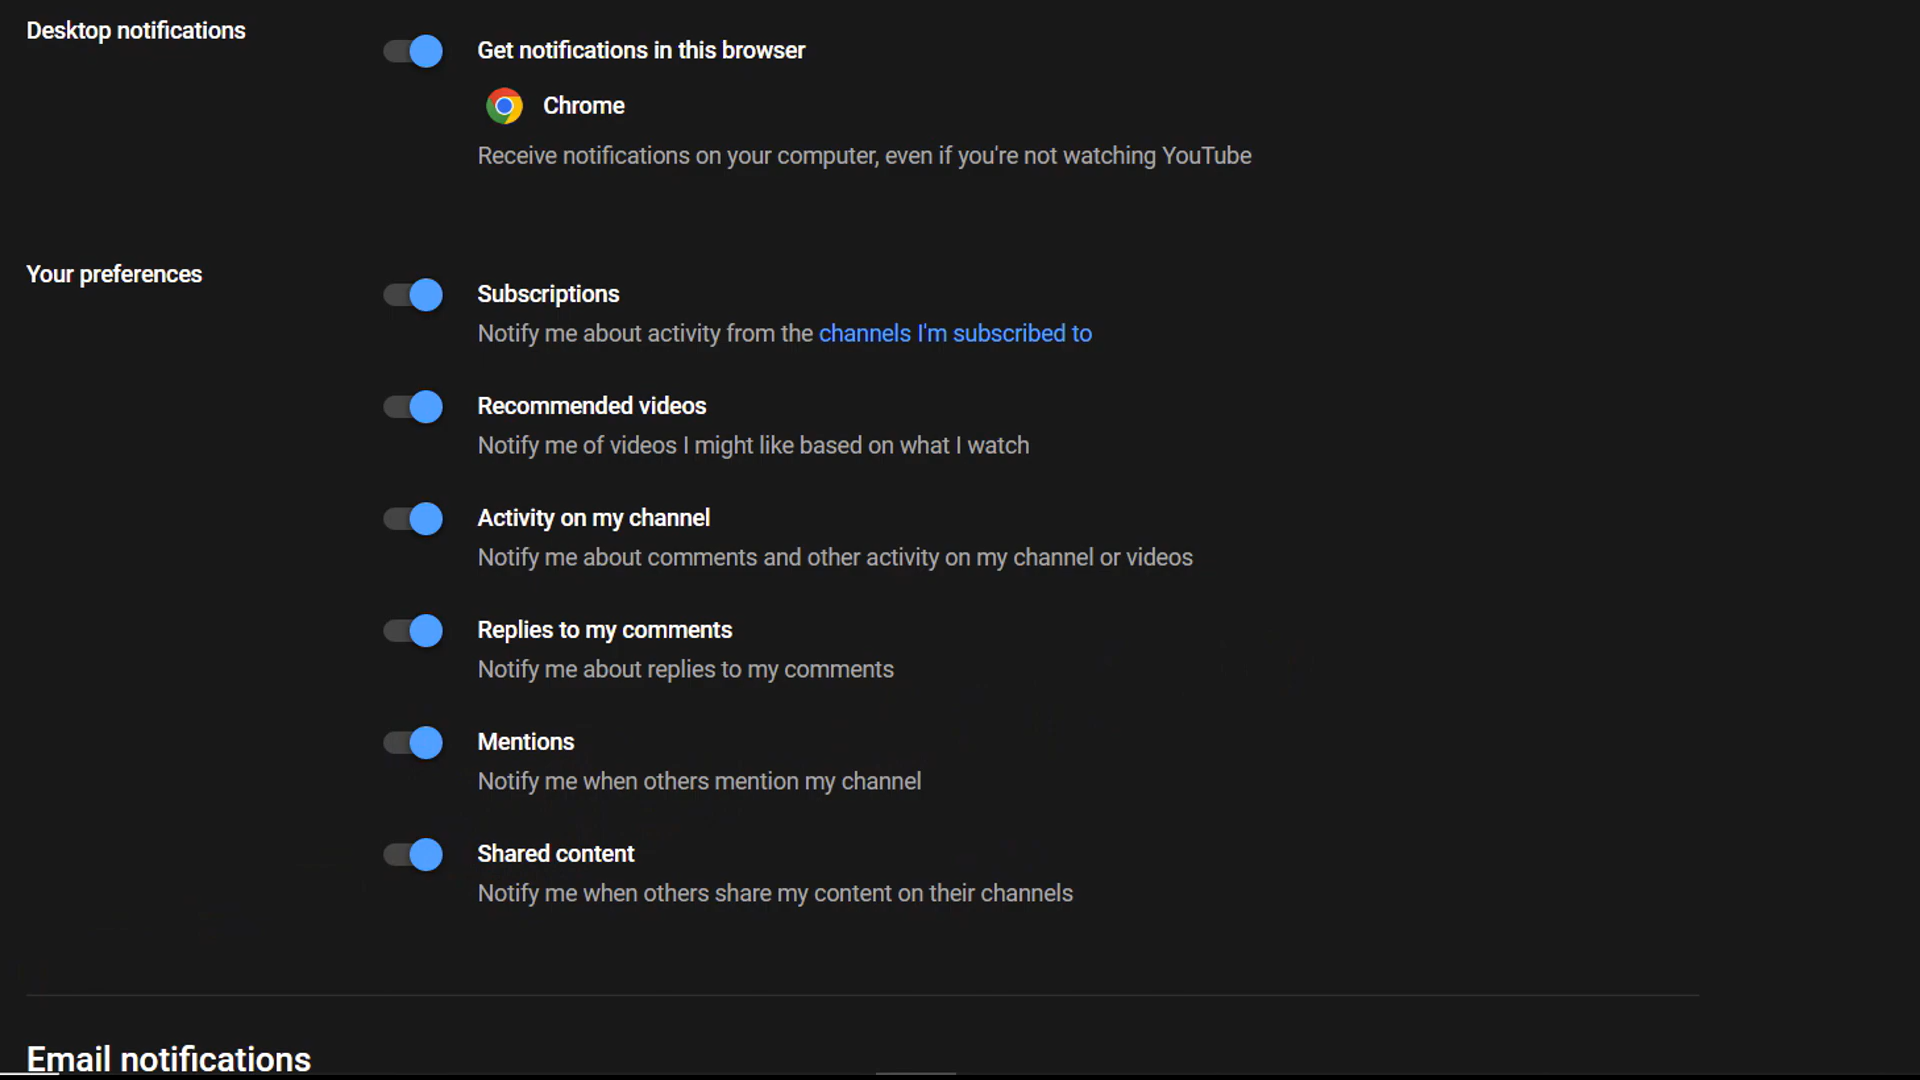 Desktop notifications
Get notifications in this browser
Chrome
Receive notifications on your computer, even if you're not watching YouTube
Your preferences
Subscriptions
Notify me about activity from the channels I'm subscribed to
Recommended videos
Notify me of videos I might like based on what I watch
Activity on my channel
Notify me about comments and other activity on my channel or videos
Replies to my comments
Notify me about replies to my comments
Mentions
Notify me when others mention my channel
Shared content
Notify me when others share my content on their channels
Email notifications